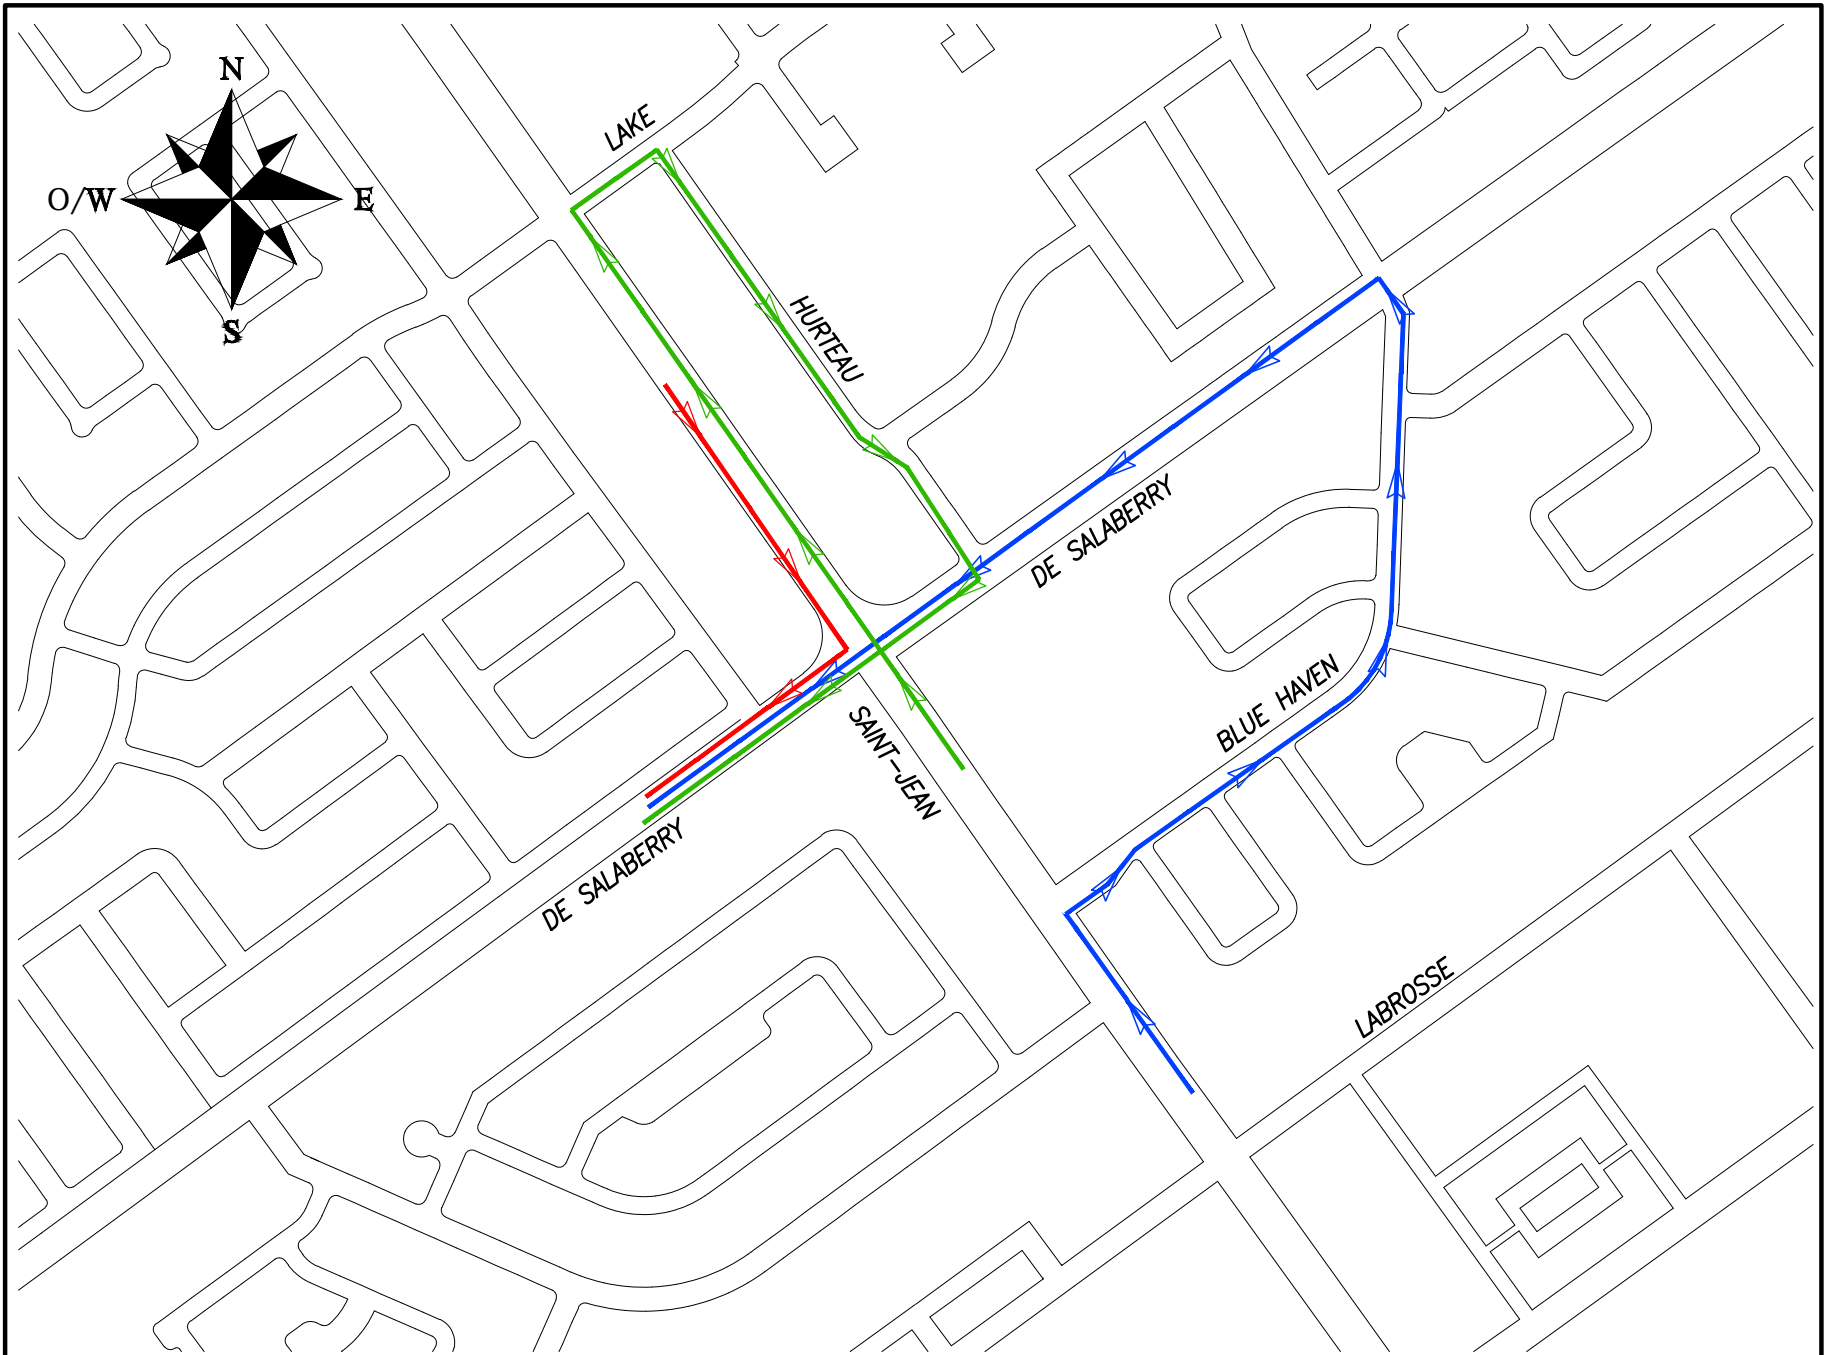 N
O/W
E
S
LAKE
HURTEAU
DE SALABERRY
BLUE HAVEN
SAINT-JEAN
DE SALABERRY
LABROSSE